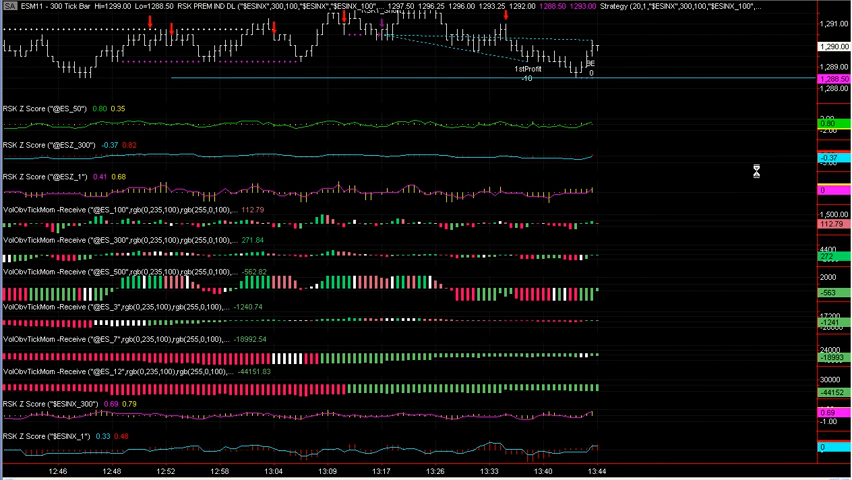 SA ESM11 - 300 Tick Bar Hi=1299.00 Lo=1288.50 RSK PREM IND DL ("$ESINX",300,100,"$ESINX","$ESINX_100",... 1297.50 1296.25 1296.00 1293.25 1292.00 1288.50 1293.00 Strategy (20,1,"$ESINX",300,100,"$ESINX_100",...
1,291.00
1,290.00
1,288.50
1,288.00
1stProfit
-10
BE
0
RSK Z Score ("@ES_50") 0.80 0.35
0.80
-2.00
RSK Z Score ("@ESZ_300") -0.37 0.82
-0.37
RSK Z Score ("@ESZ_1") 0.41 0.68
0
VolObvTickMom -Receive ("@ES_100",rgb(0,235,100),rgb(255,0,100),... 112.79
1,500.00
112.79
VolObvTickMom -Receive ("@ES_300",rgb(0,235,100),rgb(255,0,100),... 271.84
4400
272
VolObvTickMom -Receive ("@ES_500",rgb(0,235,100),rgb(255,0,100),... -562.82
2000
-563
VolObvTickMom -Receive ("@ES_3",rgb(0,235,100),rgb(255,0,100),... -1240.74
17200
-1241
VolObvTickMom -Receive ("@ES_7",rgb(0,235,100),rgb(255,0,100),... -18992.54
24000
-18993
VolObvTickMom -Receive ("@ES_12",rgb(0,235,100),rgb(255,0,100),... -44151.83
30000
-44152
RSK Z Score ("$ESINX_300") 0.69 0.79
0.69
-1.00
RSK Z Score ("$ESINX_1") 0.33 0.48
0
12:46 12:48 12:52 12:58 13:04 13:09 13:17 13:26 13:33 13:40 13:44